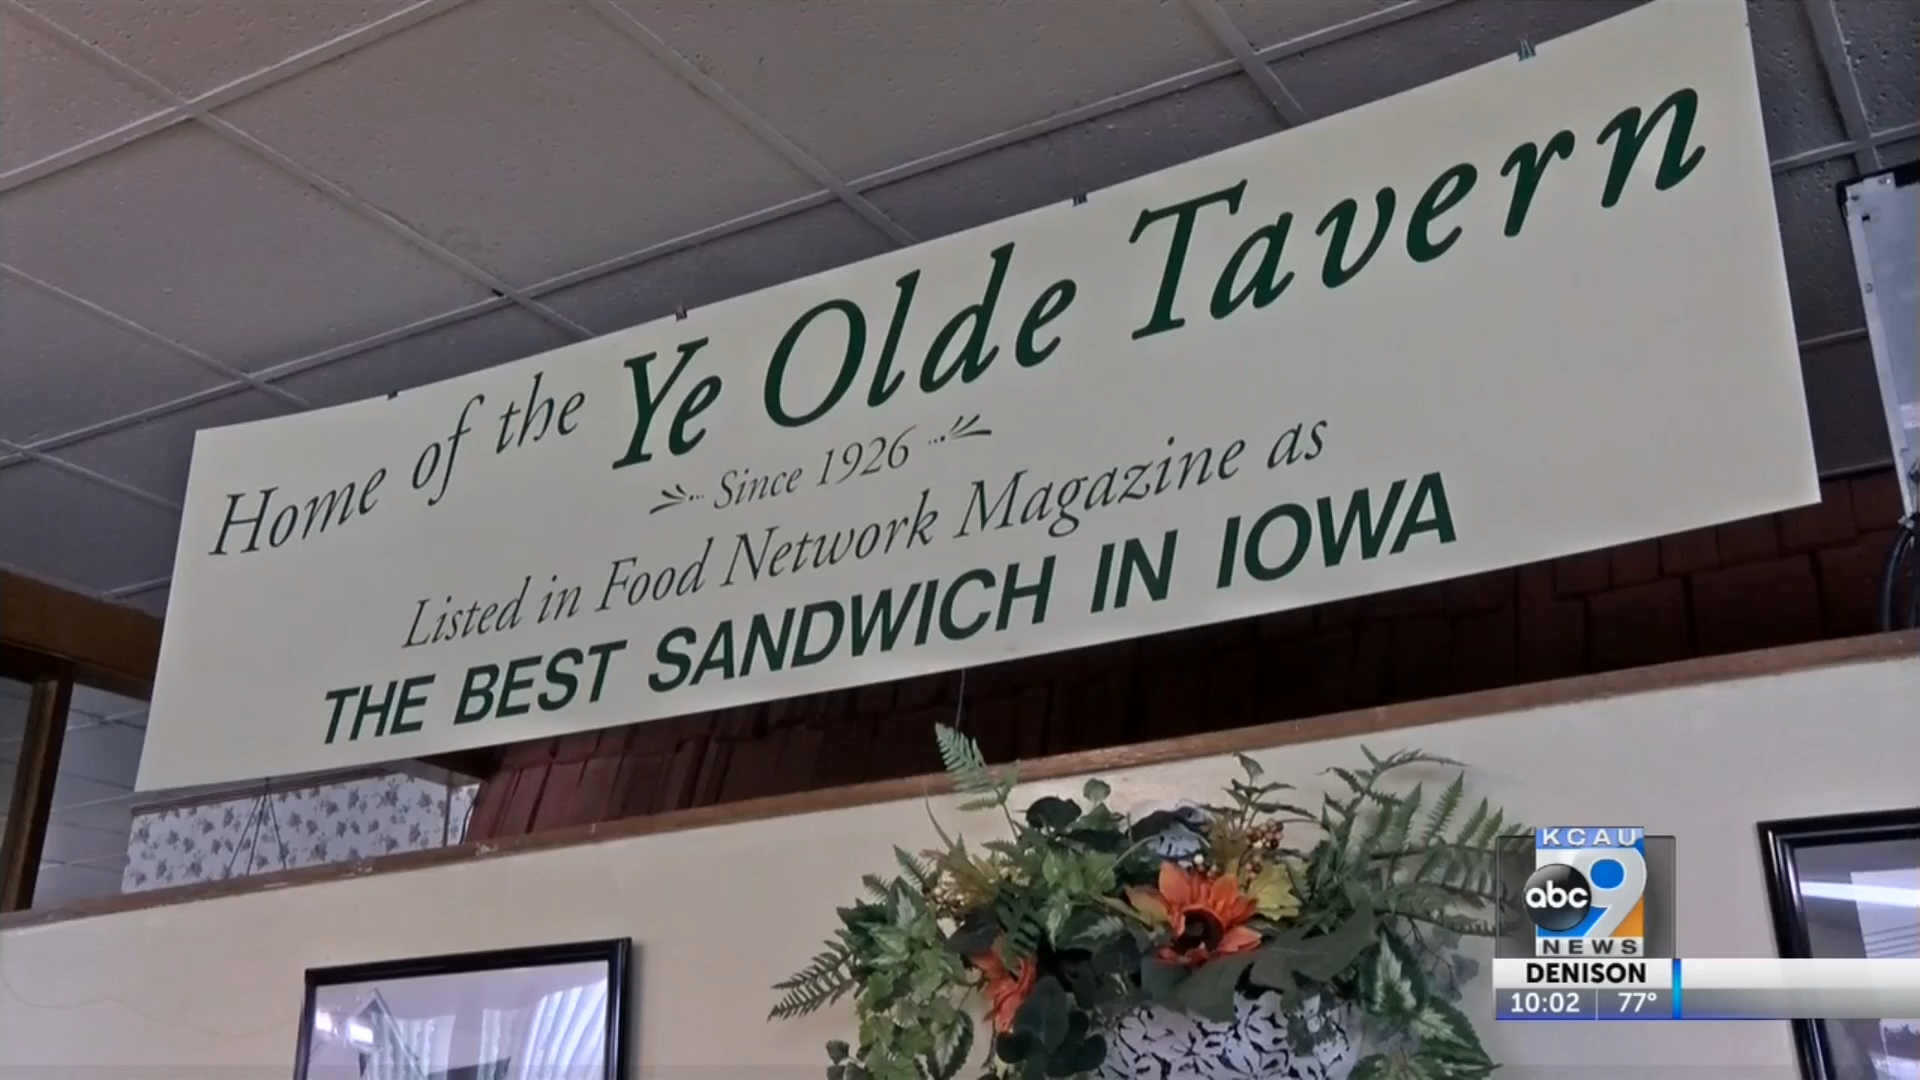 Home of the Ye Olde Tavern
Since 1926
Listed in Food Network Magazine as
THE BEST SANDWICH IN IOWA
KCAU
abc 9
NEWS
DENISON
10:02 77°